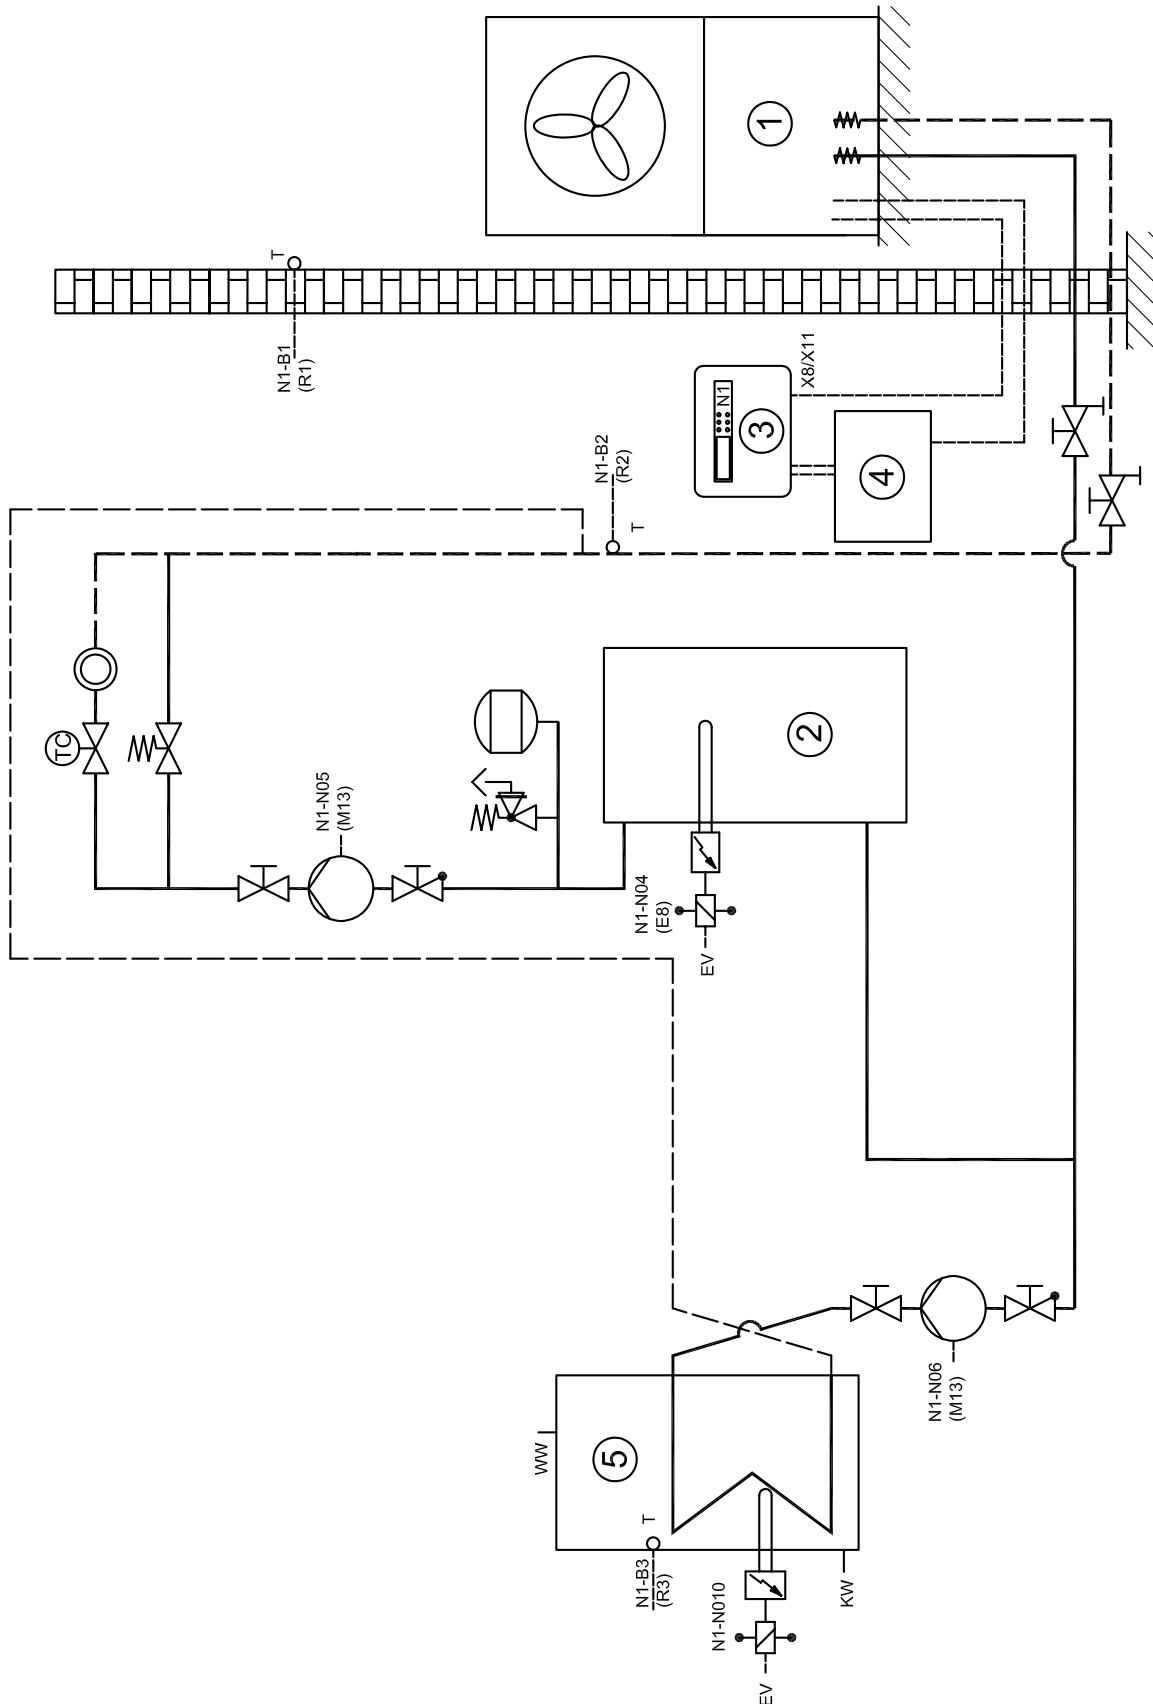 TC
N1-B1
(R1)
T
N1-N05
(M13)
N1-B2
(R2)
T
N1
3
X8/X11
4
1
2
N1-N04
(E8)
EV
WW
5
T
N1-B3
(R3)
N1-N010
EV
KW
N1-N06
(M13)